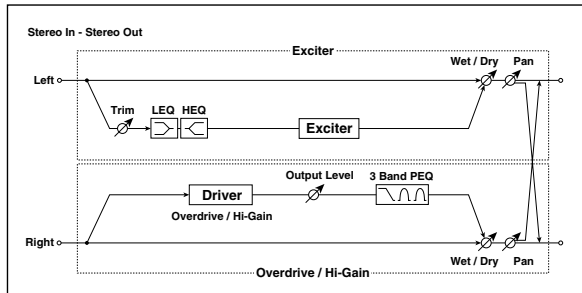 Stereo In - Stereo Out
Exciter
Wet / Dry Pan
Left
Trim LEQ HEQ
Exciter
Output Level 3 Band PEQ
Driver
Overdrive / Hi-Gain
Right
Wet / Dry Pan
Overdrive / Hi-Gain